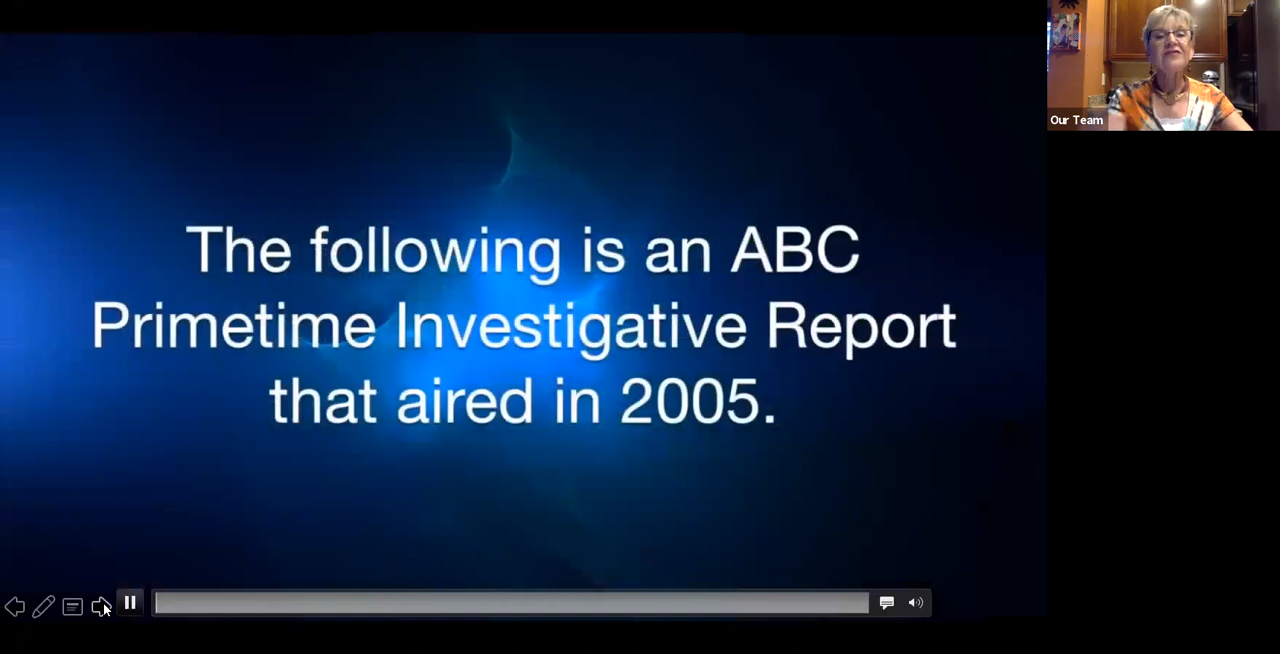 The following is an ABC
Primetime Investigative Report
that aired in 2005.
Our Team